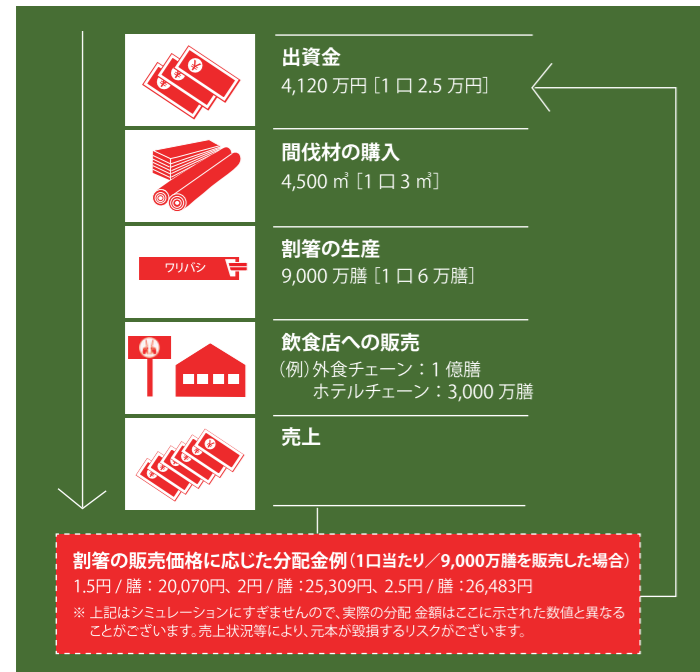 出資金
4,120 万円 [1 口 2.5 万円]
間伐材の購入
4,500 ㎥ [1 口 3 ㎥]
ワリバシ
割箸の生産
9,000 万膳 [1 口 6 万膳]
飲食店への販売
(例) 外食チェーン：1 億膳
ホテルチェーン：3,000 万膳
売上
割箸の販売価格に応じた分配金例(1口当たり／9,000万膳を販売した場合)
1.5円 / 膳：20,070円、2円 / 膳：25,309円、2.5円 / 膳：26,483円
※ 上記はシミュレーションにすぎませんので、実際の分配 金額はここに示された数値と異なる
ことがございます。売上状況等により、元本が毀損するリスクがございます。